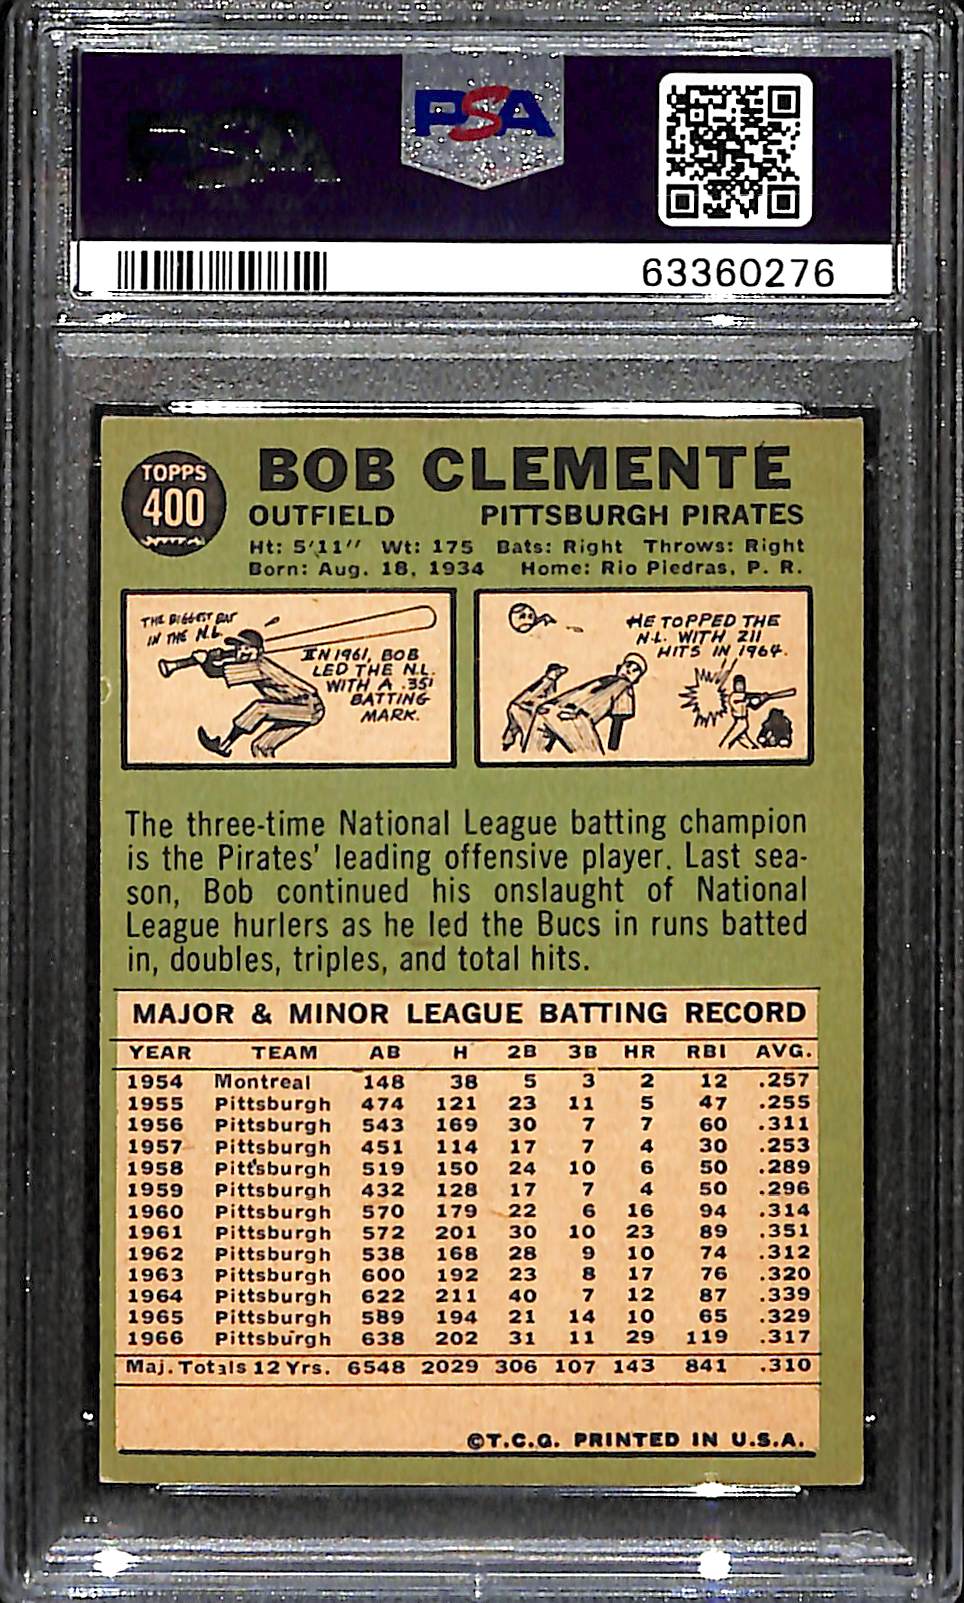 PSA
63360276
TOPPS
400
BOB CLEMENTE
OUTFIELD PITTSBURGH PIRATES
Ht: 5'11" Wt: 175 Bats: Right Throws: Right
Born: Aug. 18, 1934 Home: Rio Piedras, P. R.
THE BIGGEST BAT
IN THE N.L.
IN 1961, BOB
LED THE N.L.
WITH A .351
BATTING
MARK.
HE TOPPED THE
N.L. WITH 211
HITS IN 1964.
The three-time National League batting champion
is the Pirates' leading offensive player. Last sea-
son, Bob continued his onslaught of National
League hurlers as he led the Bucs in runs batted
in, doubles, triples, and total hits.
MAJOR & MINOR LEAGUE BATTING RECORD
YEAR TEAM AB H 2B 3B HR RBI AVG.
1954 Montreal 148 38 5 3 2 12 .257
1955 Pittsburgh 474 121 23 11 5 47 .255
1956 Pittsburgh 543 169 30 7 7 60 .311
1957 Pittsburgh 451 114 17 7 4 30 .253
1958 Pittsburgh 519 150 24 10 6 50 .289
1959 Pittsburgh 432 128 17 7 4 50 .296
1960 Pittsburgh 570 179 22 6 16 94 .314
1961 Pittsburgh 572 201 30 10 23 89 .351
1962 Pittsburgh 538 168 28 9 10 74 .312
1963 Pittsburgh 600 192 23 8 17 76 .320
1964 Pittsburgh 622 211 40 7 12 87 .339
1965 Pittsburgh 589 194 21 14 10 65 .329
1966 Pittsburgh 638 202 31 11 29 119 .317
Maj. Totals 12 Yrs. 6548 2029 306 107 143 841 .310
©T.C.G. PRINTED IN U.S.A.